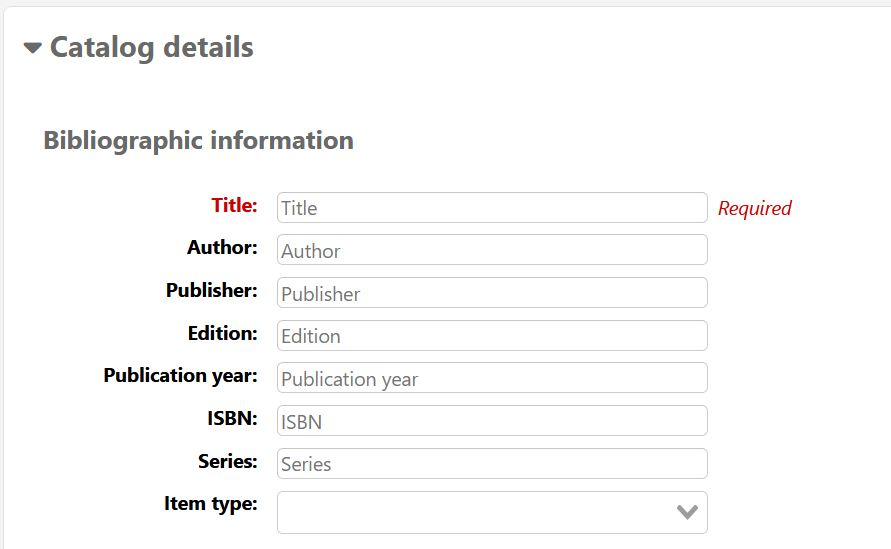 Catalog details
Bibliographic information
Title: Title Required
Author: Author
Publisher: Publisher
Edition: Edition
Publication year: Publication year
ISBN: ISBN
Series: Series
Item type: